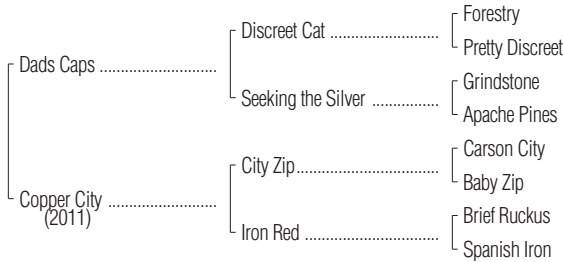 Forestry
Discreet Cat ........................
Pretty Discreet
Dads Caps ..........................
Grindstone
Seeking the Silver ...............
Apache Pines
Carson City
City Zip................................
Baby Zip
Copper City ........................
(2011)
Brief Ruckus
Iron Red ..............................
Spanish Iron